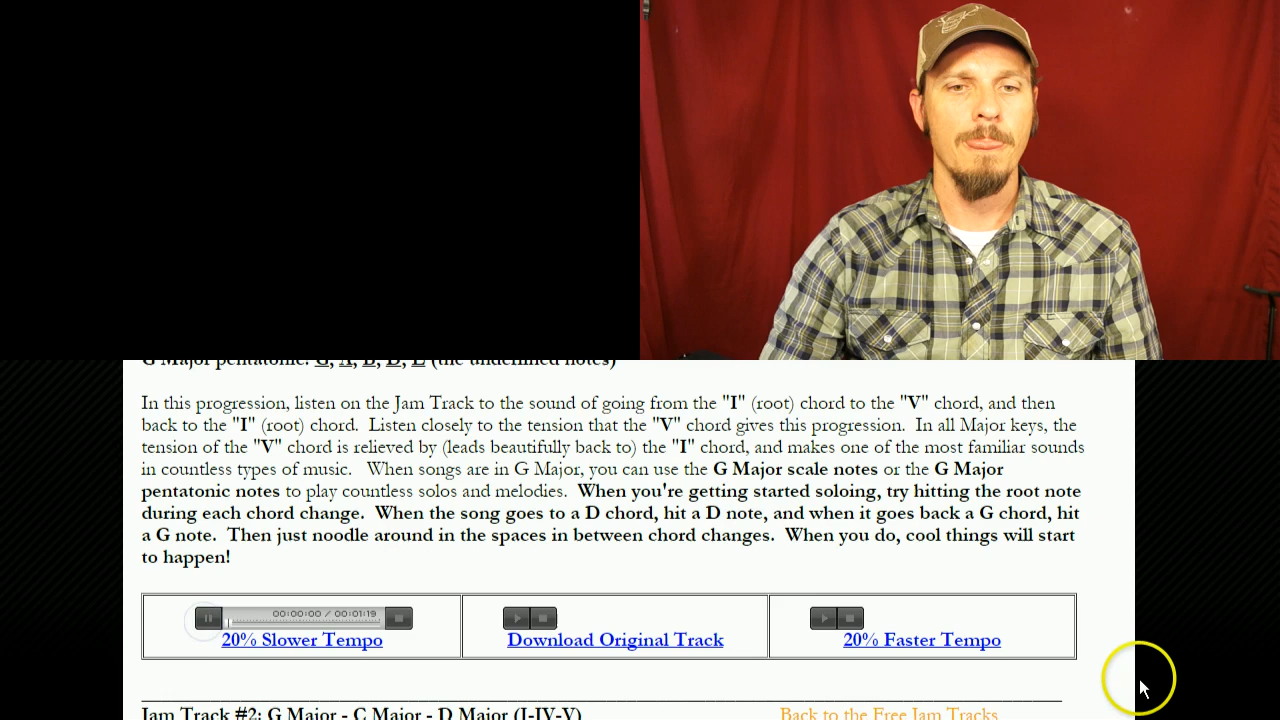 G Major pentatonic: G, A, B, D, E (the underlined notes)
In this progression, listen on the Jam Track to the sound of going from the "I" (root) chord to the "V" chord, and then
back to the "I" (root) chord. Listen closely to the tension that the "V" chord gives this progression. In all Major keys, the
tension of the "V" chord is relieved by (leads beautifully back to) the "I" chord, and makes one of the most familiar sounds
in countless types of music. When songs are in G Major, you can use the G Major scale notes or the G Major
pentatonic notes to play countless solos and melodies. When you're getting started soloing, try hitting the root note
during each chord change. When the song goes to a D chord, hit a D note, and when it goes back a G chord, hit
a G note. Then just noodle around in the spaces in between chord changes. When you do, cool things will start
to happen!
00:00:00 / 00:01:19
20% Slower Tempo
Download Original Track
20% Faster Tempo
Jam Track #2: G Major - C Major - D Major (I-IV-V)
Back to the Free Jam Tracks